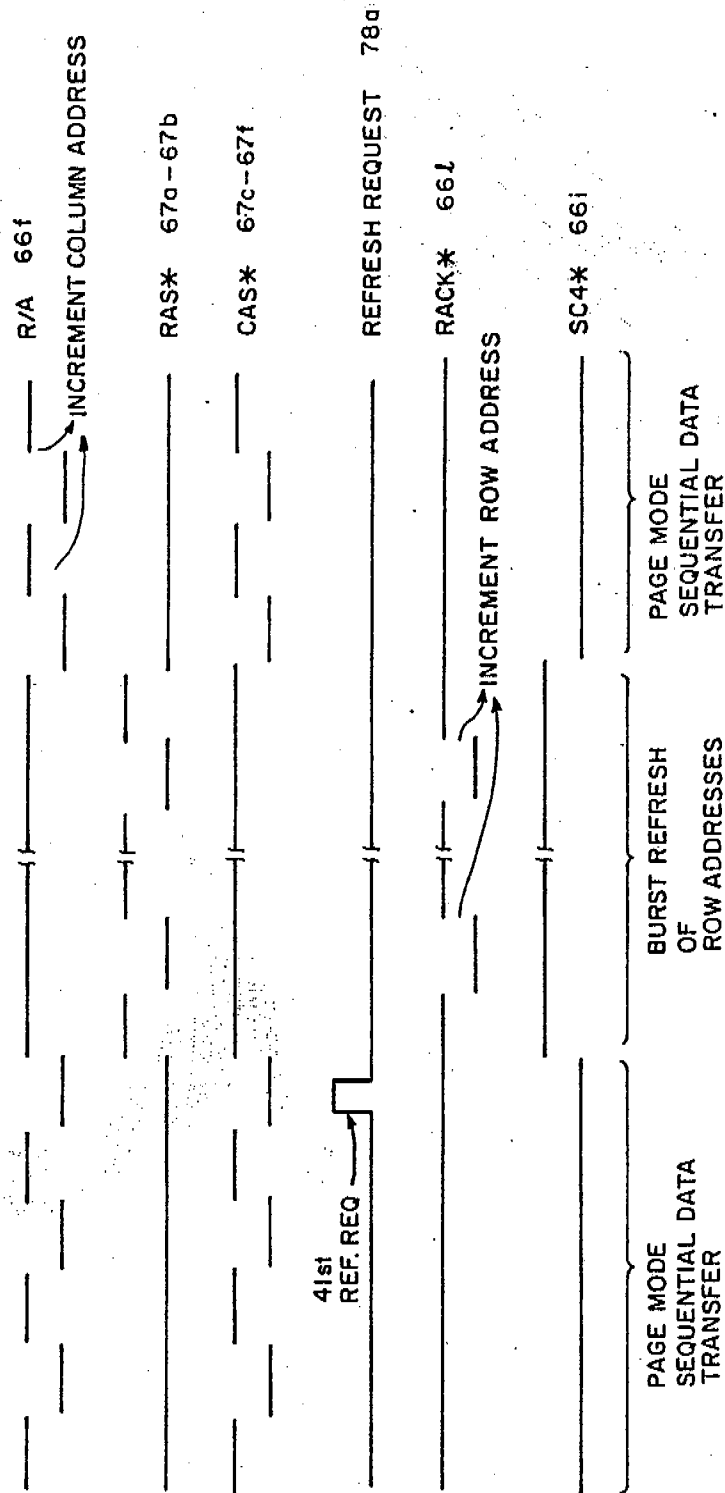 R/A 66f
INCREMENT COLUMN ADDRESS
RAS* 67a-67b
CAS* 67c-67f
41st
REF. REQ
REFRESH REQUEST 78a
RACK* 66l
INCREMENT ROW ADDRESS
SC4* 66i
PAGE MODE
SEQUENTIAL DATA
TRANSFER
BURST REFRESH
OF
ROW ADDRESSES
PAGE MODE
SEQUENTIAL DATA
TRANSFER